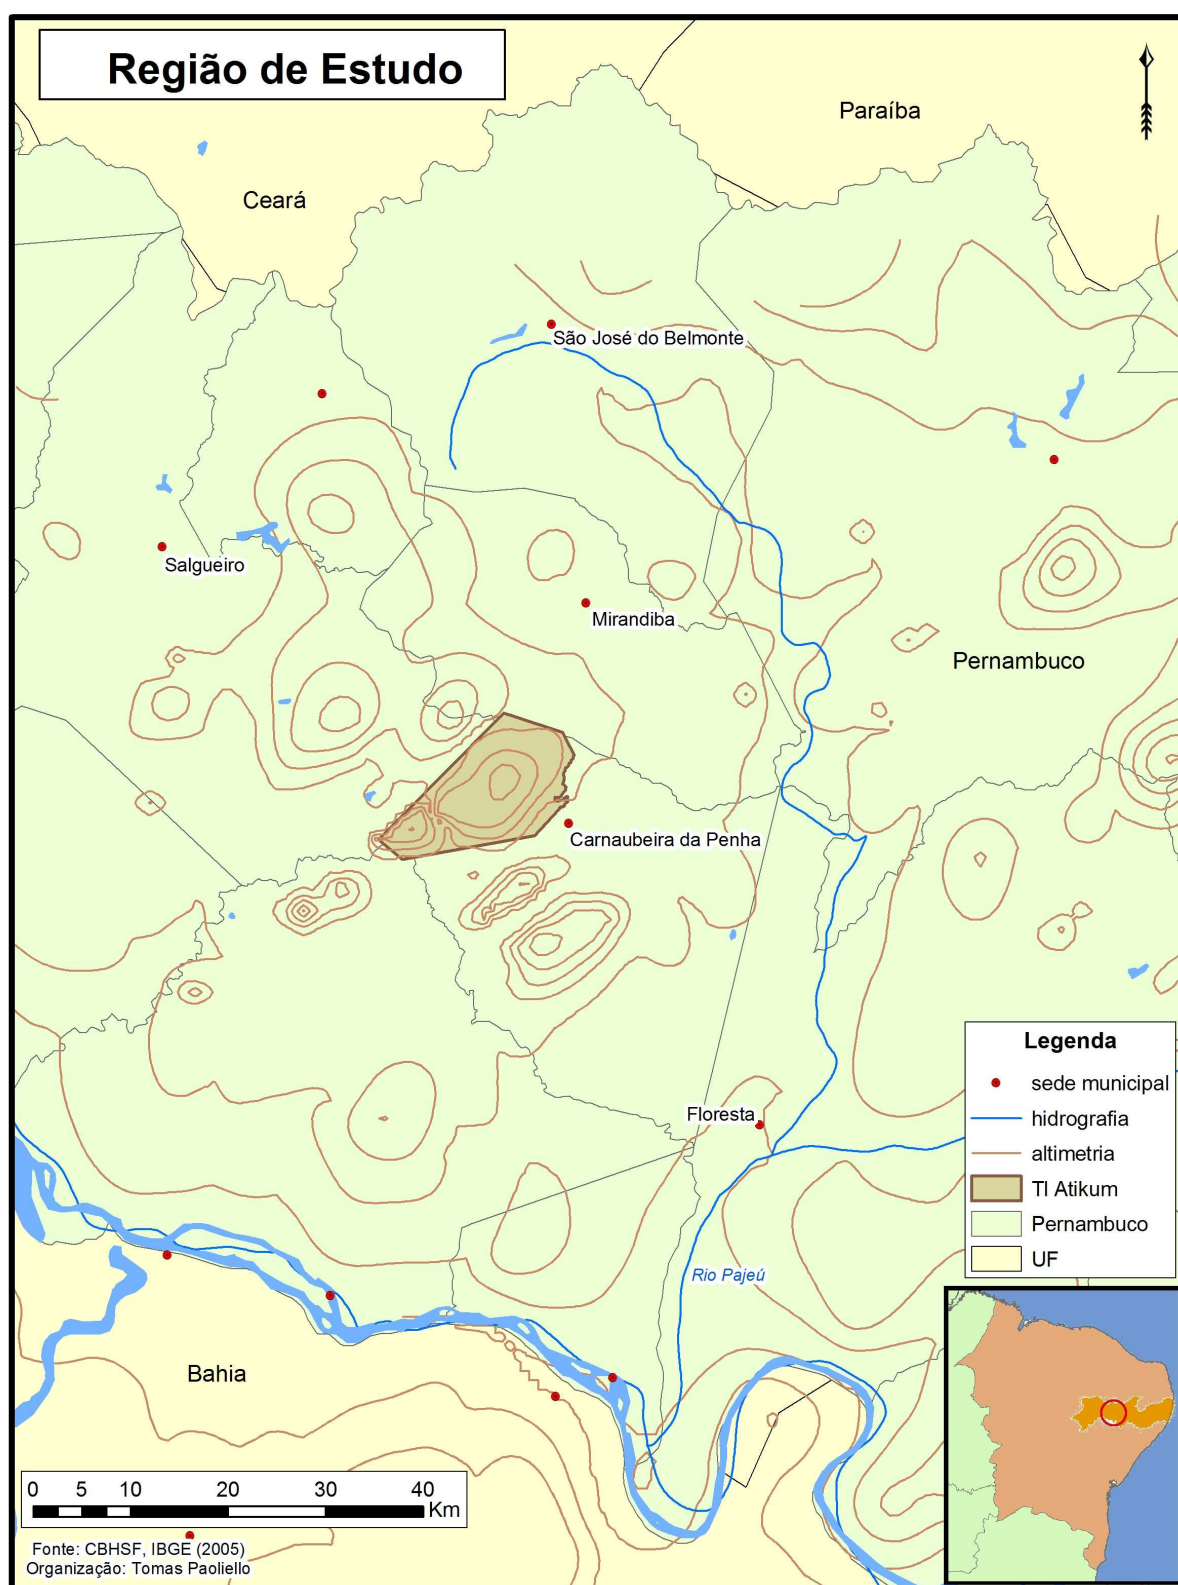 Região de Estudo
Paraíba
Ceará
São José do Belmonte
Salgueiro
Mirandiba
Pernambuco
Carnaubeira da Penha
Floresta
Rio Pajeú
Bahia
Legenda
sede municipal
hidrografia
altimetria
TI Atikum
Pernambuco
UF
0 5 10 20 30 40
Km
Fonte: CBHSF, IBGE (2005)
Organização: Tomas Paoliello